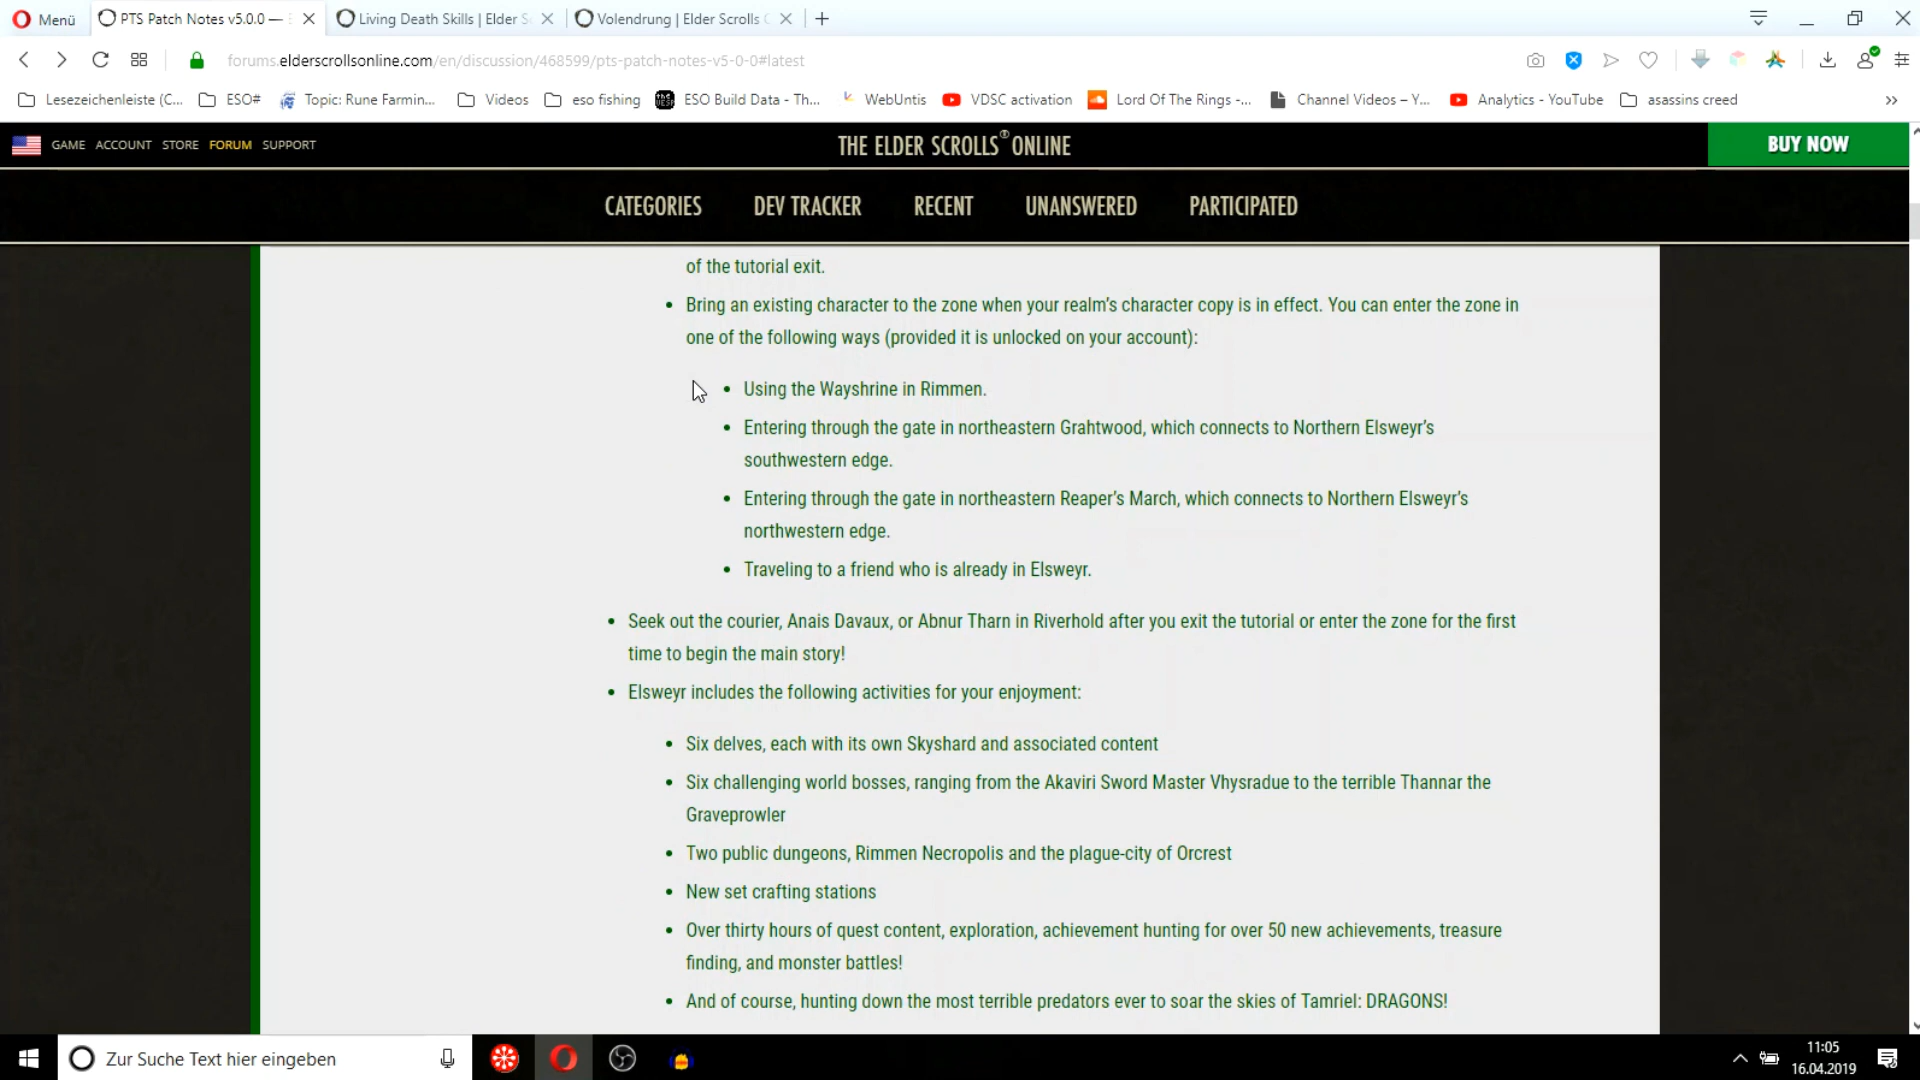 Menü
PTS Patch Notes v5.0.0 —
Living Death Skills | Elder S
Volendrung | Elder Scrolls
forums.elderscrollsonline.com/en/discussion/468599/pts-patch-notes-v5-0-0#latest
Lesezeichenleiste (C...
ESO#
Topic: Rune Farmin...
Videos
eso fishing
ESO Build Data - Th...
WebUntis
VDSC activation
Lord Of The Rings -...
Channel Videos – Y...
Analytics - YouTube
asassins creed
GAME ACCOUNT STORE FORUM SUPPORT
THE ELDER SCROLLS® ONLINE
BUY NOW
CATEGORIES DEV TRACKER RECENT UNANSWERED PARTICIPATED
of the tutorial exit.
• Bring an existing character to the zone when your realm's character copy is in effect. You can enter the zone in
one of the following ways (provided it is unlocked on your account):
• Using the Wayshrine in Rimmen.
• Entering through the gate in northeastern Grahtwood, which connects to Northern Elsweyr's
southwestern edge.
• Entering through the gate in northeastern Reaper's March, which connects to Northern Elsweyr's
northwestern edge.
• Traveling to a friend who is already in Elsweyr.
• Seek out the courier, Anais Davaux, or Abnur Tharn in Riverhold after you exit the tutorial or enter the zone for the first
time to begin the main story!
• Elsweyr includes the following activities for your enjoyment:
• Six delves, each with its own Skyshard and associated content
• Six challenging world bosses, ranging from the Akaviri Sword Master Vhysradue to the terrible Thannar the
Graveprowler
• Two public dungeons, Rimmen Necropolis and the plague-city of Orcrest
• New set crafting stations
• Over thirty hours of quest content, exploration, achievement hunting for over 50 new achievements, treasure
finding, and monster battles!
• And of course, hunting down the most terrible predators ever to soar the skies of Tamriel: DRAGONS!
Zur Suche Text hier eingeben
11:05
16.04.2019